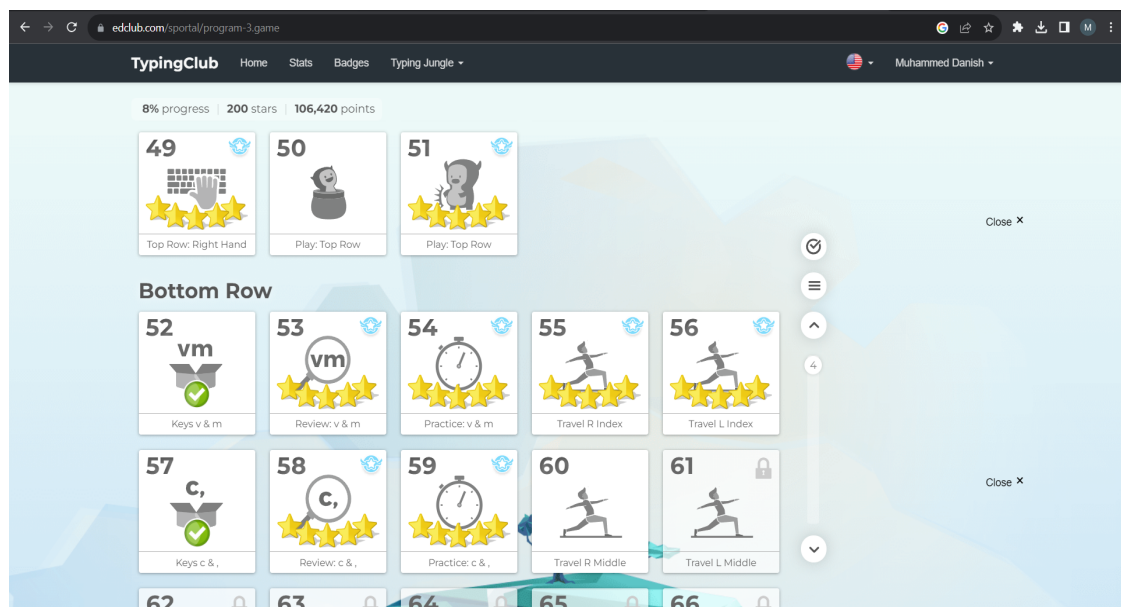 edclub.com/sportal/program-3.game
G
M
TypingClub Home Stats Badges Typing Jungle Muhammed Danish
8% progress 200 stars 106,420 points
49 50 51
Top Row: Right Hand Play: Top Row Play: Top Row
Close ×
Bottom Row
52 53 54 55 56
vm vm
4
Keys v & m Review: v & m Practice: v & m Travel R Index Travel L Index
57 58 59 60 61
c, c,
Close ×
Keys c & , Review: c & , Practice: c & , Travel R Middle Travel L Middle
62 63 64 65 66